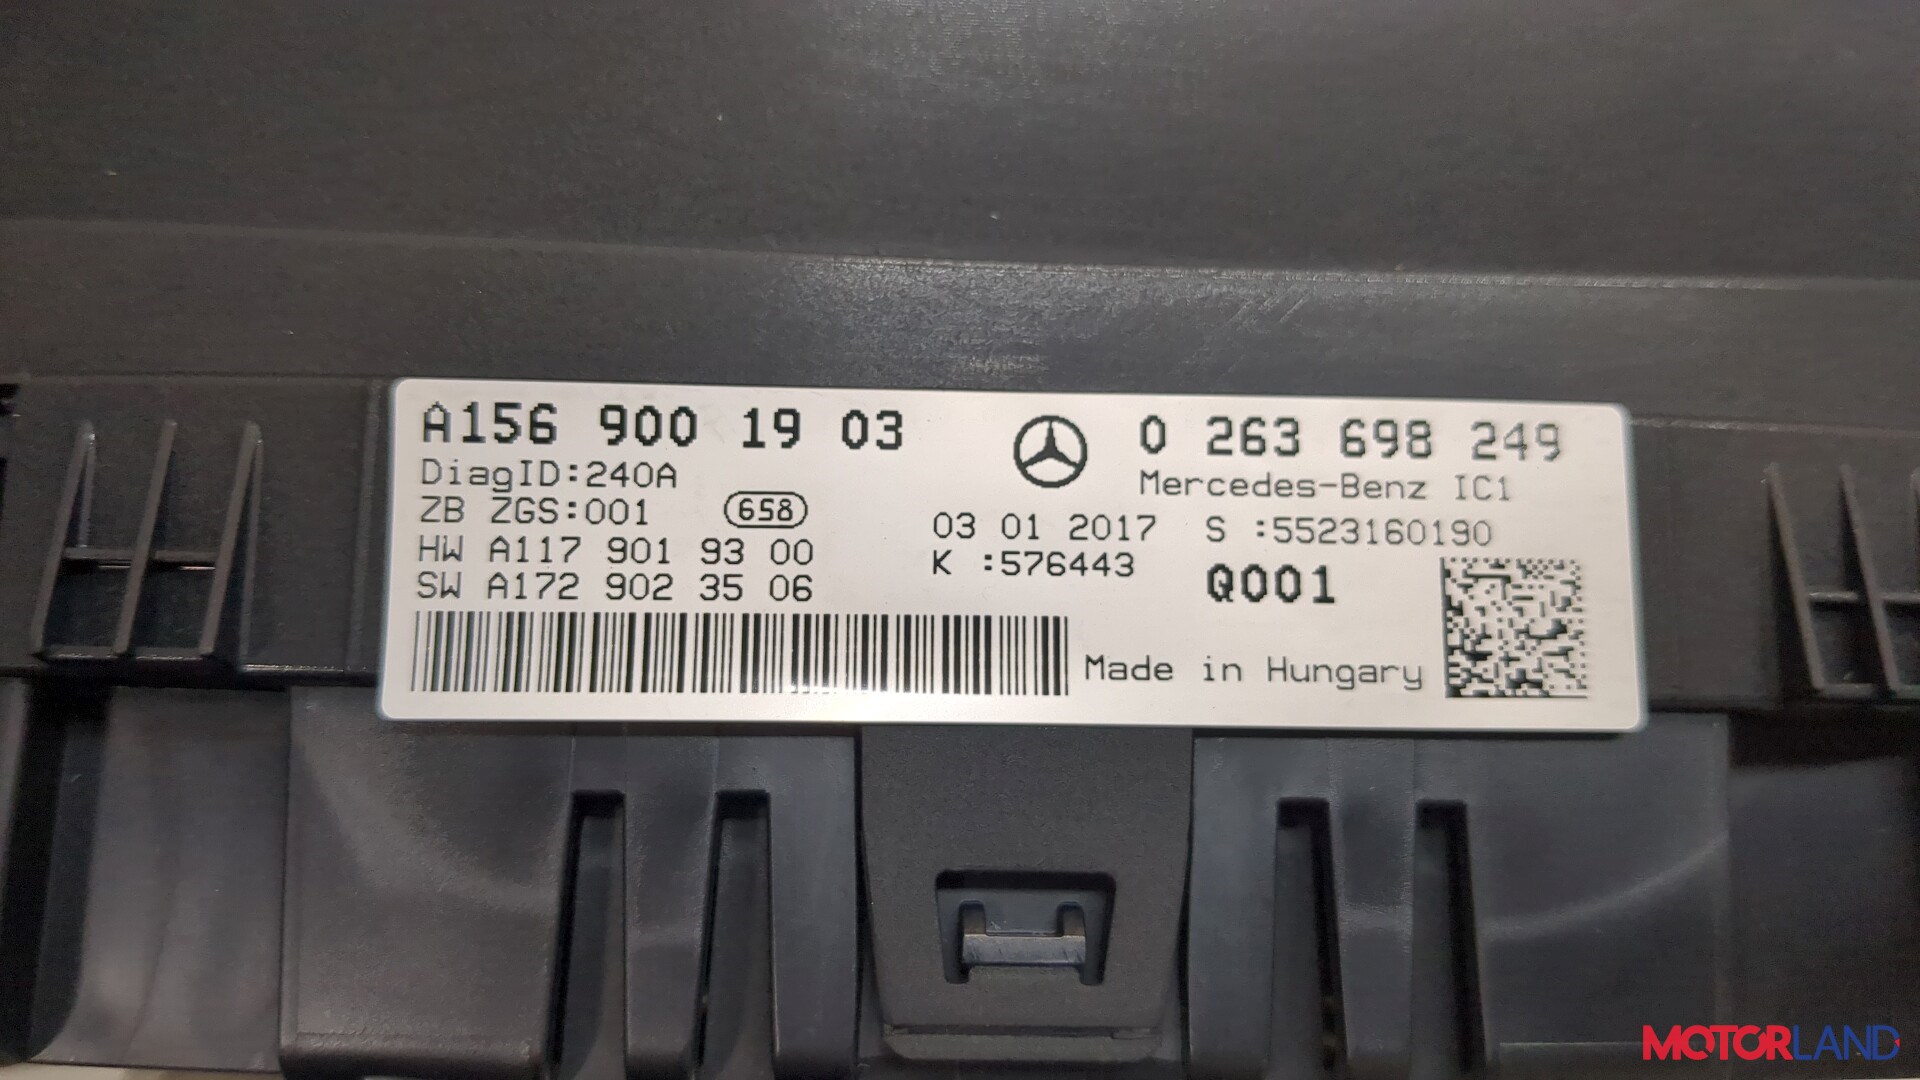 A156 900 19 03
DiagID:240A
ZB ZGS:001 658
HW A117 901 93 00
SW A172 902 35 06
03 01 2017
K :576443
0 263 698 249
Mercedes-Benz IC1
S :5523160190
Q001
Made in Hungary
MOTORLAND